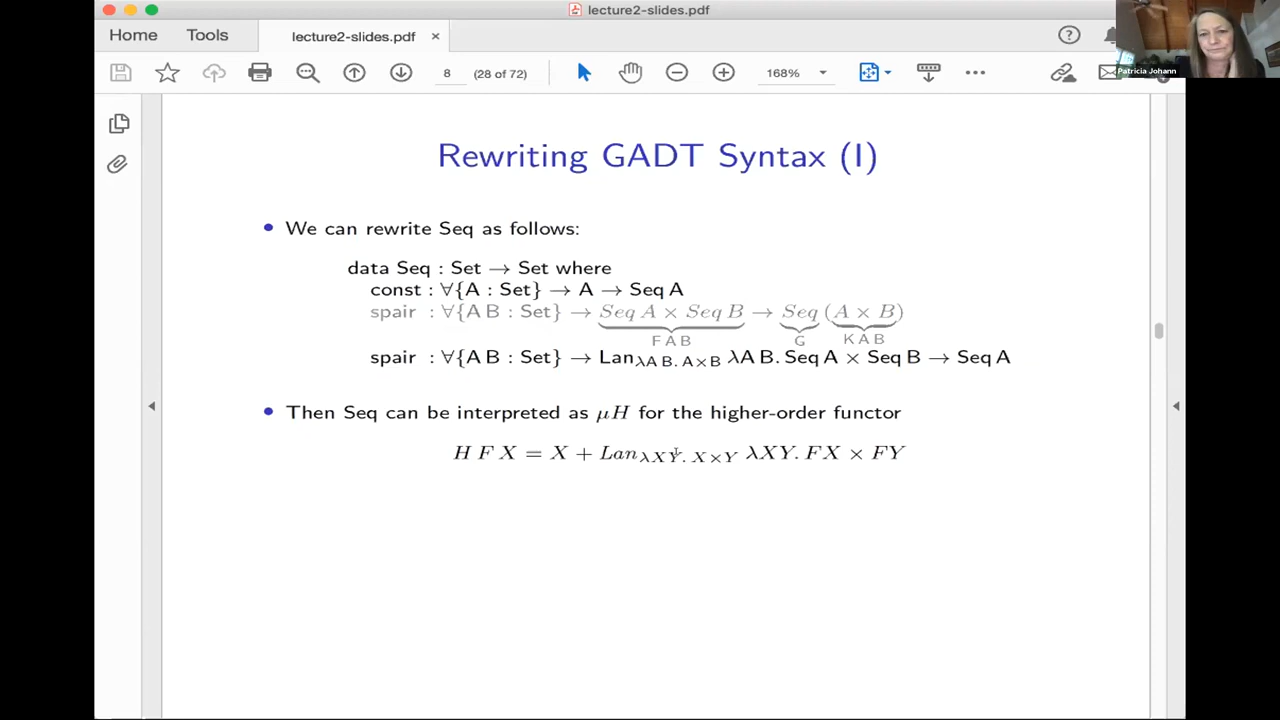 lecture2-slides.pdf
Home Tools lecture2-slides.pdf ×
8 (28 of 72) 168%
Patricia Johann
Rewriting GADT Syntax (I)
• We can rewrite Seq as follows:
data Seq : Set → Set where
const : ∀{A : Set} → A → Seq A
spair : ∀{A B : Set} → Seq A × Seq B → Seq (A × B)
F A B G K A B
spair : ∀{A B : Set} → Lan_{λA B. A×B} λA B. Seq A × Seq B → Seq A
• Then Seq can be interpreted as μH for the higher-order functor
H F X = X + Lan_{λXY. X×Y} λXY. FX × FY